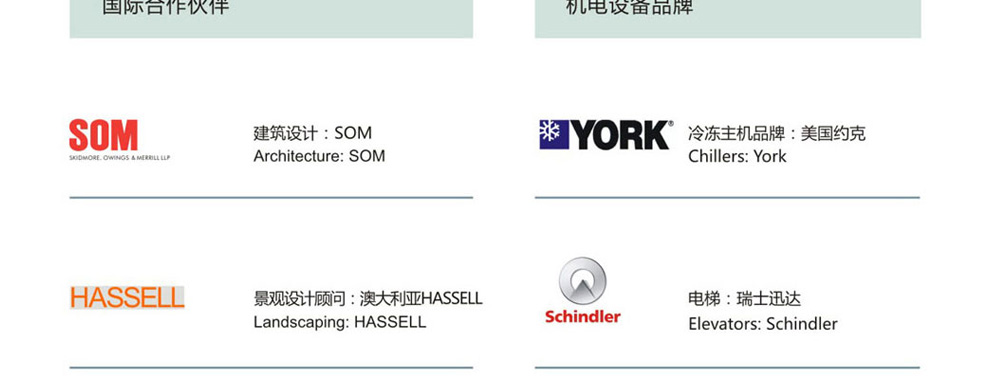 国际合作伙伴
机电设备品牌
SOM
SKIDMORE, OWINGS & MERRILL LLP
建筑设计：SOM
Architecture: SOM
YORK®
冷冻主机品牌：美国约克
Chillers: York
HASSELL
景观设计顾问：澳大利亚HASSELL
Landscaping: HASSELL
Schindler
电梯：瑞士迅达
Elevators: Schindler